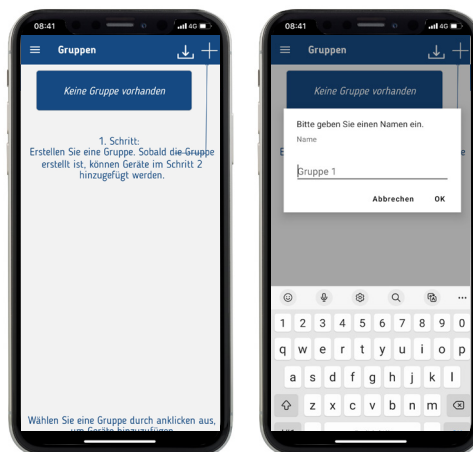 08:41
4G
Gruppen
Keine Gruppe vorhanden
1. Schritt:
Erstellen Sie eine Gruppe. Sobald die Gruppe
erstellt ist, können Geräte im Schritt 2
hinzugefügt werden.
Wählen Sie eine Gruppe durch anklicken aus,
um Geräte hinzuzufügen
08:41
4G
Gruppen
Keine Gruppe vorhanden
Bitte geben Sie einen Namen ein.
Name
Gruppe 1
Abbrechen OK
1 2 3 4 5 6 7 8 9 0
q w e r t y u i o p
a s d f g h j k l
z x c v b n m